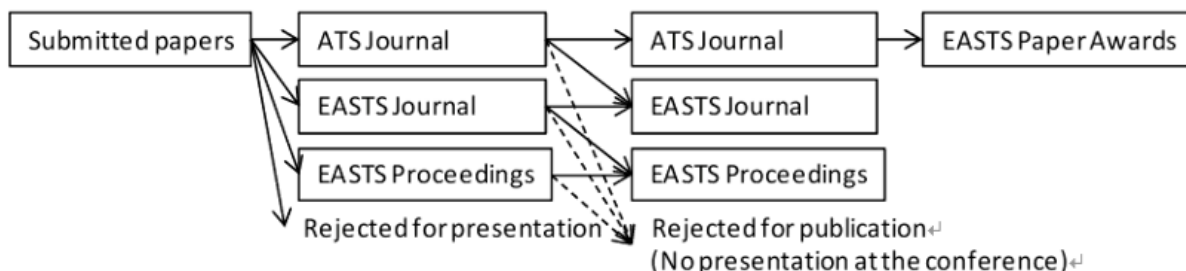 Submitted papers
ATS Journal
ATS Journal
EASTS Paper Awards
EASTS Journal
EASTS Journal
EASTS Proceedings
EASTS Proceedings
Rejected for presentation
Rejected for publication↵
(No presentation at the conference)↵